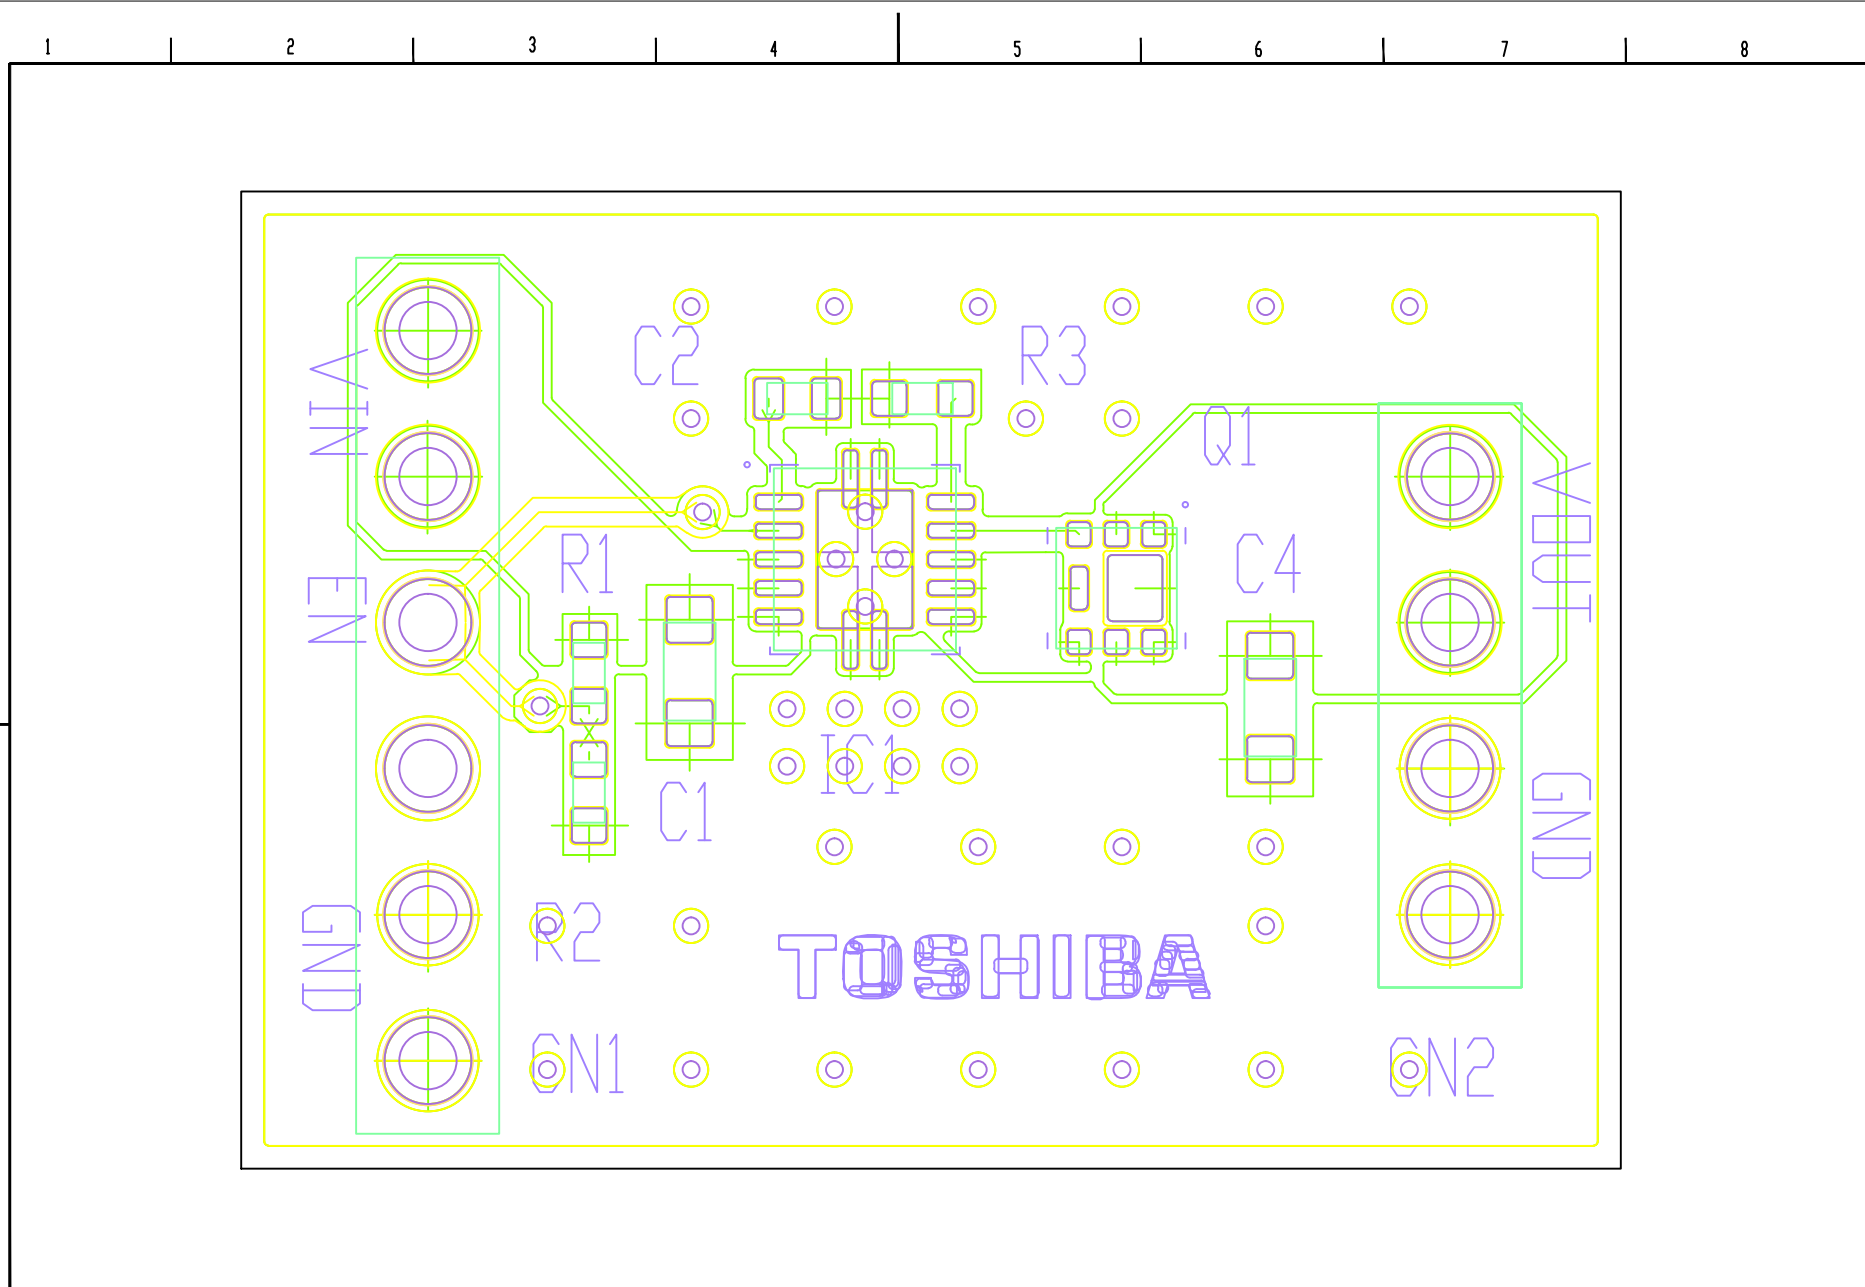 1 2 3 4 5 6 7 8
C2 R3
VIN
Q1
VOUT
R1 C4
EN
IC1
C1
GND
R2
GND
TOSHIBA
CN1 CN2